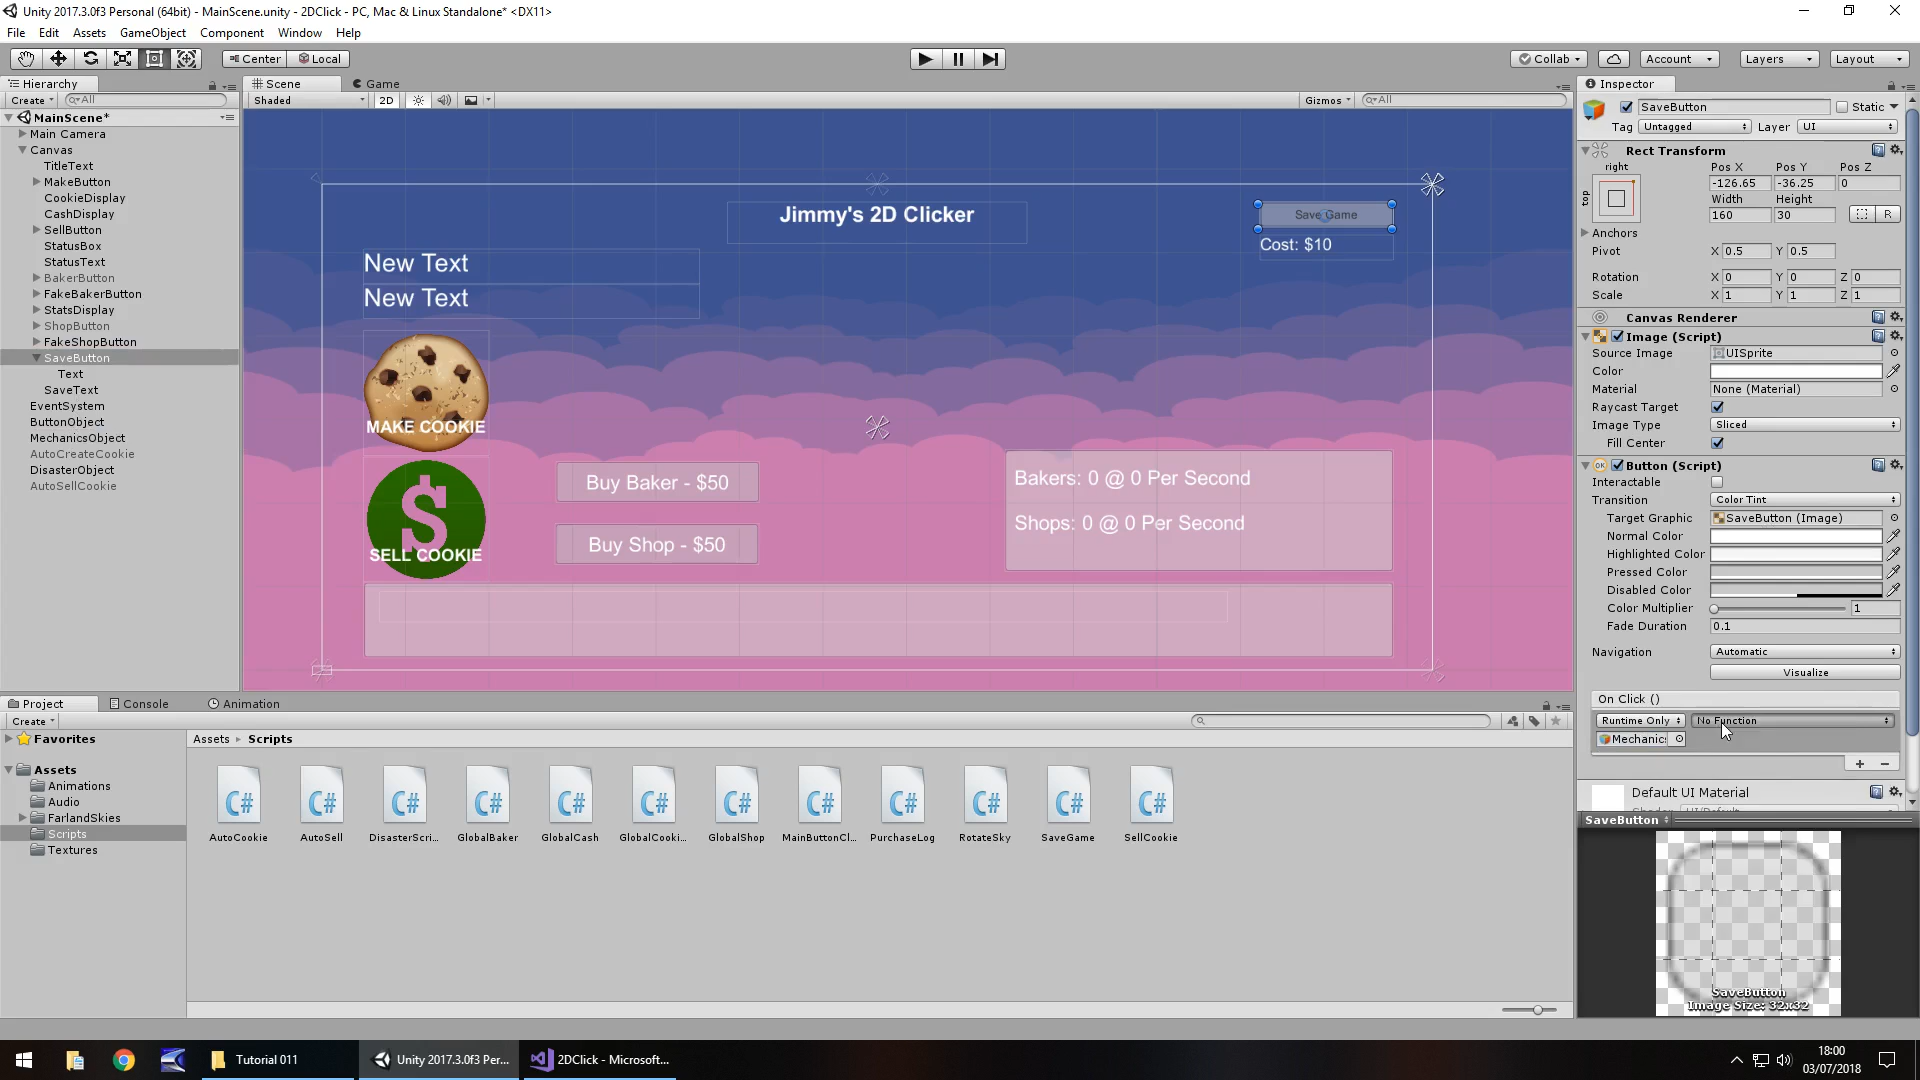 Unity 2017.3.0f3 Personal (64bit) - MainScene.unity - 2DClick - PC, Mac & Linux Standalone* <DX11>
File Edit Assets GameObject Component Window Help
Center Local
Collab Account Layers Layout
Hierarchy
Create All
MainScene*
Main Camera
Canvas
TitleText
MakeButton
CookieDisplay
CashDisplay
SellButton
StatusBox
StatusText
BakerButton
FakeBakerButton
StatsDisplay
ShopButton
FakeShopButton
SaveButton
Text
SaveText
EventSystem
ButtonObject
MechanicsObject
AutoCreateCookie
DisasterObject
AutoSellCookie
Scene Game
Shaded 2D Gizmos All
Jimmy's 2D Clicker
Save Game
Cost: $10
New Text
New Text
MAKE COOKIE
SELL COOKIE
Buy Baker - $50
Buy Shop - $50
Bakers: 0 @ 0 Per Second
Shops: 0 @ 0 Per Second
Inspector
SaveButton Static
Tag Untagged Layer UI
Rect Transform
right
top
Pos X Pos Y Pos Z
-126.65 -36.25 0
Width Height
160 30
R
Anchors
Pivot X 0.5 Y 0.5
Rotation X 0 Y 0 Z 0
Scale X 1 Y 1 Z 1
Canvas Renderer
Image (Script)
Source Image UISprite
Color
Material None (Material)
Raycast Target
Image Type Sliced
Fill Center
OK Button (Script)
Interactable
Transition Color Tint
Target Graphic SaveButton (Image)
Normal Color
Highlighted Color
Pressed Color
Disabled Color
Color Multiplier 1
Fade Duration 0.1
Navigation Automatic
Visualize
On Click ()
Runtime Only No Function
Mechanics
+ -
Default UI Material
Shader UI/Default
SaveButton
SaveButton
Image Size: 32x32
Project Console Animation
Create
Favorites
Assets
Animations
Audio
FarlandSkies
Scripts
Textures
Assets Scripts
C# C# C# C# C# C# C# C# C# C# C# C#
AutoCookie AutoSell DisasterScri... GlobalBaker GlobalCash GlobalCooki... GlobalShop MainButtonCl... PurchaseLog RotateSky SaveGame SellCookie
Tutorial 011
Unity 2017.3.0f3 Per...
2DClick - Microsoft...
18:00
03/07/2018